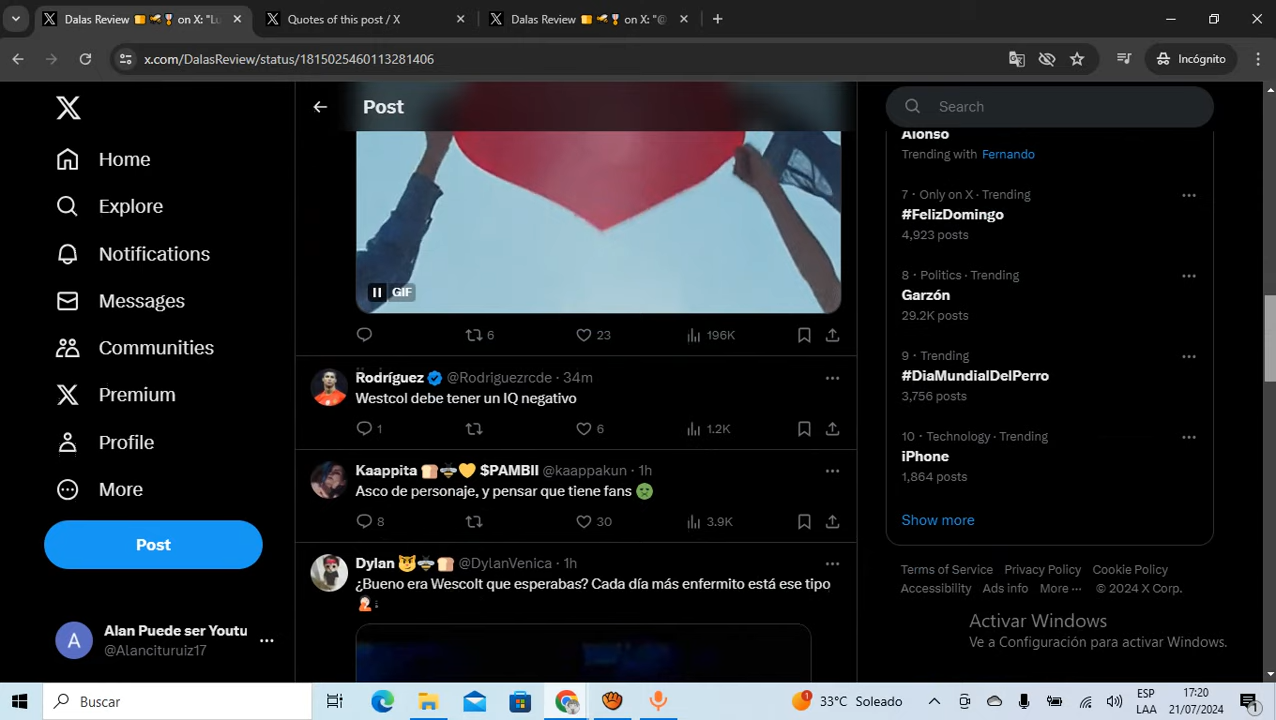 Dalas Review on X: "Lo
Quotes of this post / X
Dalas Review on X: "@
x.com/DalasReview/status/1815025460113281406
Incógnito
Home
Explore
Notifications
Messages
Communities
Premium
Profile
More
Post
Alan Puede ser Youtu
@Alancituruiz17
Post
GIF
6
23
196K
Rodríguez @Rodriguezrcde · 34m
Westcol debe tener un IQ negativo
1
6
1.2K
Kaappita 🍞🐝💛 $PAMBII @kaappakun · 1h
Asco de personaje, y pensar que tiene fans 🤢
8
30
3.9K
Dylan 😼🐝🍞 @DylanVenica · 1h
¿Bueno era Wescolt que esperabas? Cada día más enfermito está ese tipo
Search
Alonso
Trending with Fernando
7 · Only on X · Trending
#FelizDomingo
4,923 posts
8 · Politics · Trending
Garzón
29.2K posts
9 · Trending
#DiaMundialDelPerro
3,756 posts
10 · Technology · Trending
iPhone
1,864 posts
Show more
Terms of Service Privacy Policy Cookie Policy
Accessibility Ads info More ··· © 2024 X Corp.
Activar Windows
Ve a Configuración para activar Windows.
Buscar
1
33°C Soleado
ESP
LAA
17:20
21/07/2024
1